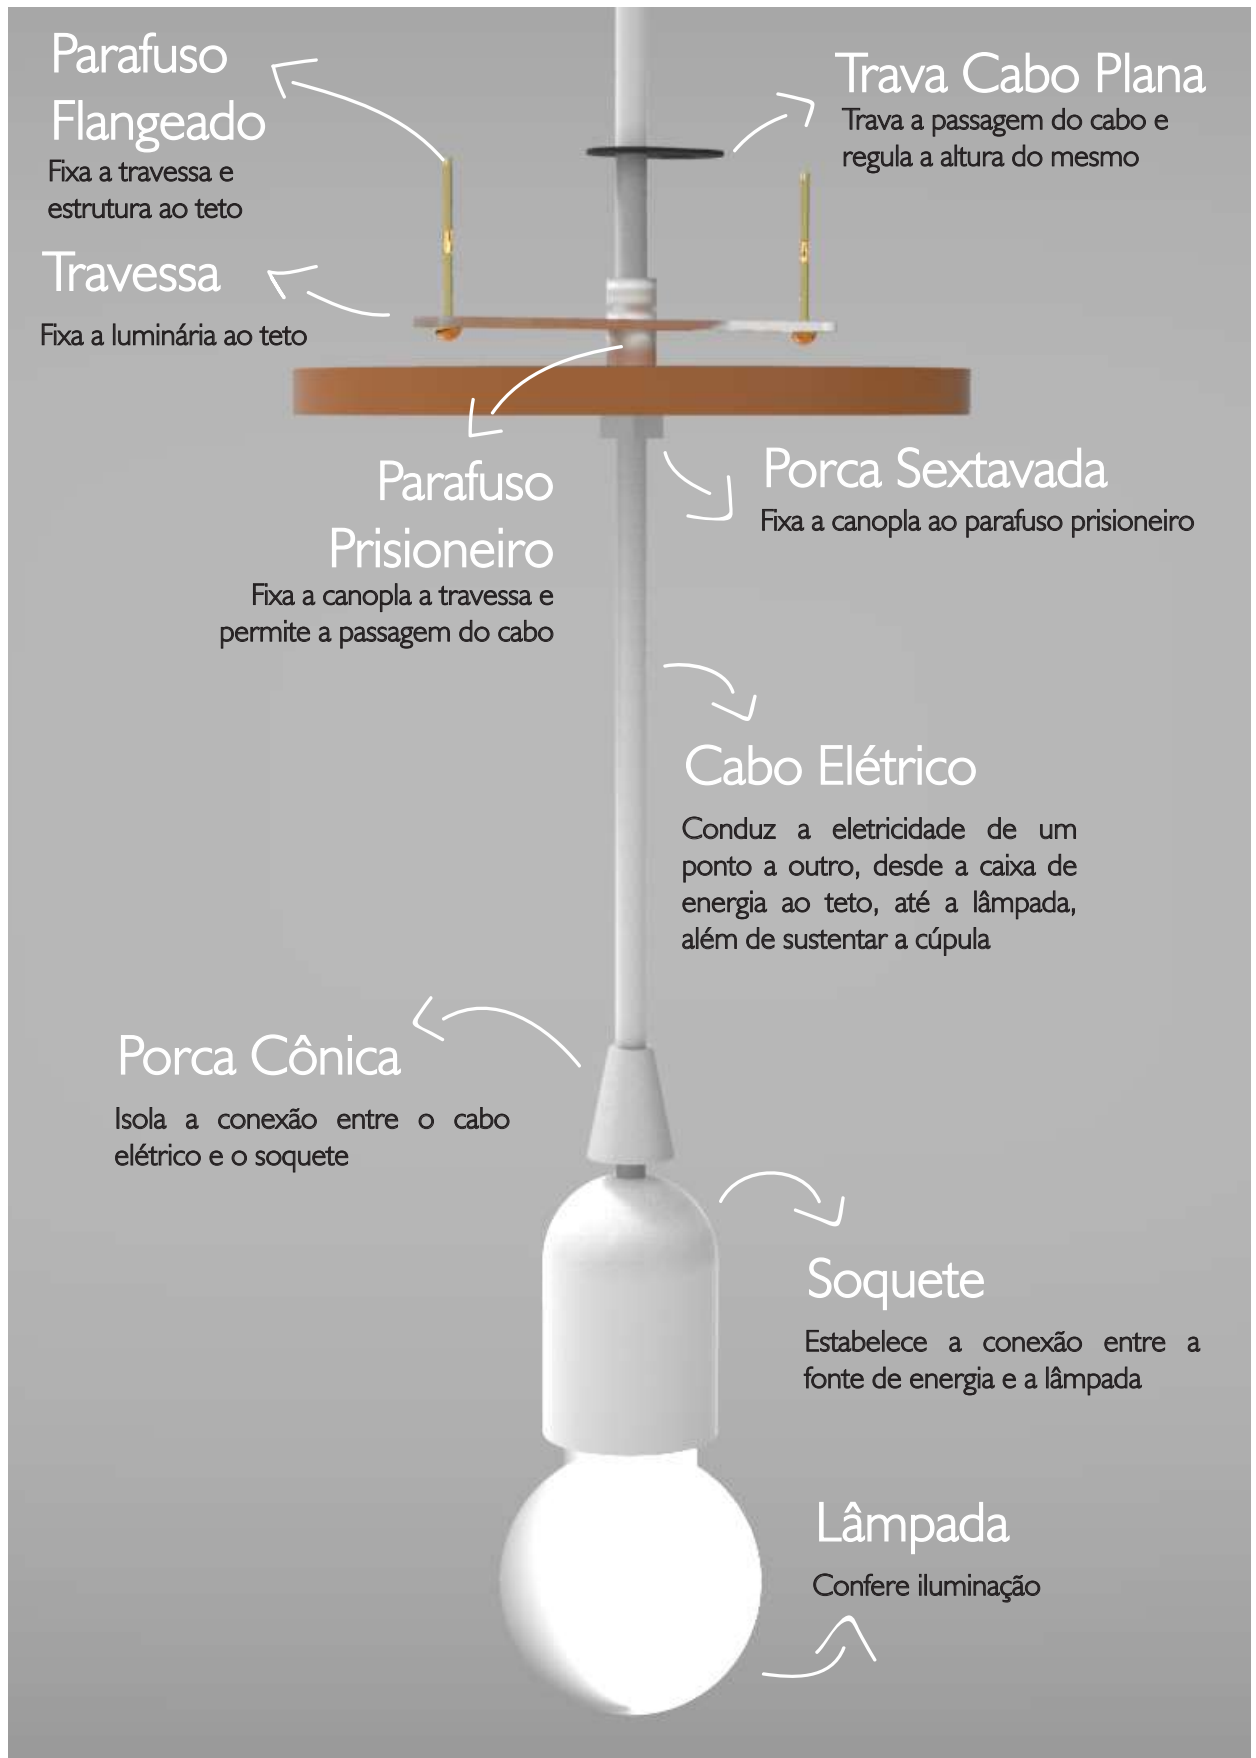 Parafuso
Flangeado
Fixa a travessa e
estrutura ao teto
Trava Cabo Plana
Trava a passagem do cabo e
regula a altura do mesmo
Travessa
Fixa a luminária ao teto
Parafuso
Prisioneiro
Fixa a canopla a travessa e
permite a passagem do cabo
Porca Sextavada
Fixa a canopla ao parafuso prisioneiro
Cabo Elétrico
Conduz a eletricidade de um
ponto a outro, desde a caixa de
energia ao teto, até a lâmpada,
além de sustentar a cúpula
Porca Cônica
Isola a conexão entre o cabo
elétrico e o soquete
Soquete
Estabelece a conexão entre a
fonte de energia e a lâmpada
Lâmpada
Confere iluminação